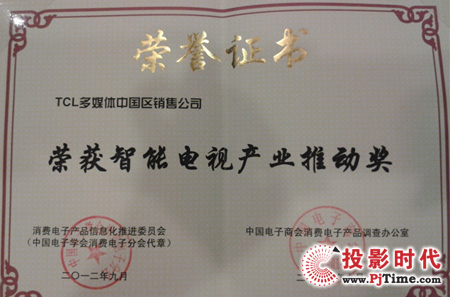 荣誉证书
TCL多媒体中国区销售公司
荣获智能电视产业推动奖
消费电子产品信息化推进委员会
(中国电子学会消费电子分会代章)
二〇一二年九月
中国电子商会消费电子产品调查办公室
投影时代
www.PjTime.com